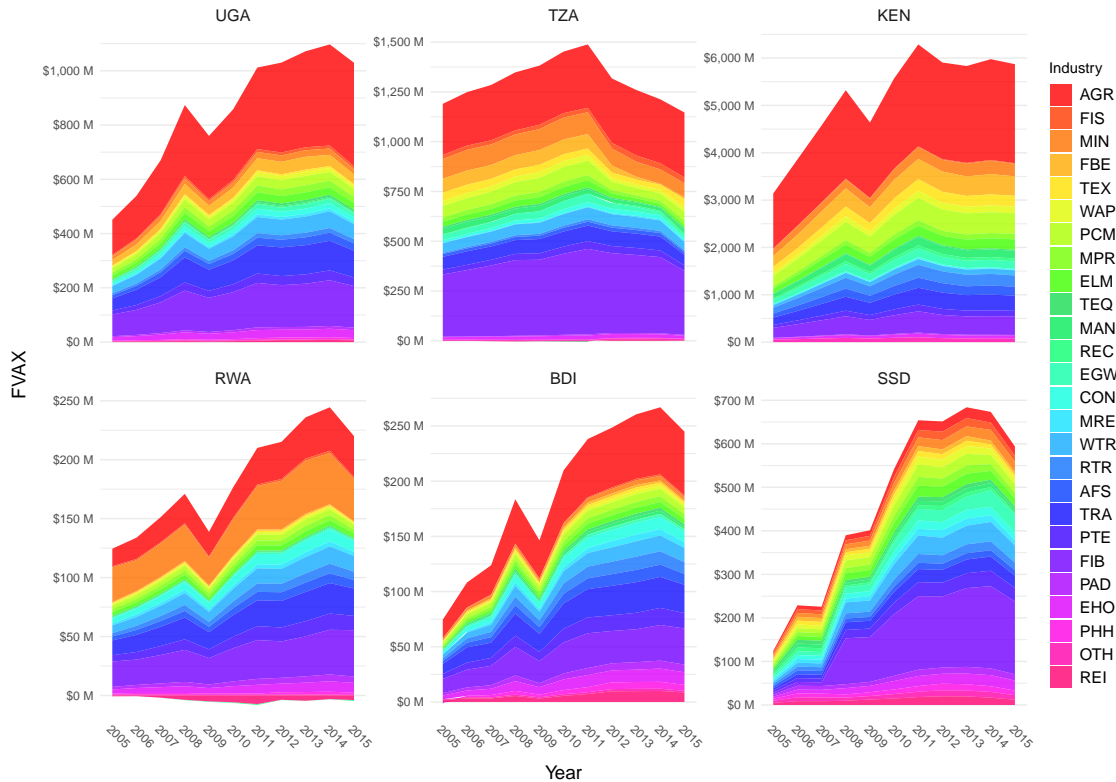 UGA
TZA
KEN
$1,000 M
$800 M
$600 M
$400 M
$200 M
$0 M
$1,500 M
$1,250 M
$1,000 M
$750 M
$500 M
$250 M
$0 M
$6,000 M
$5,000 M
$4,000 M
$3,000 M
$2,000 M
$1,000 M
$0 M
RWA
BDI
SSD
$250 M
$200 M
$150 M
$100 M
$50 M
$0 M
$250 M
$200 M
$150 M
$100 M
$50 M
$0 M
$700 M
$600 M
$500 M
$400 M
$300 M
$200 M
$100 M
$0 M
2005 2006 2007 2008 2009 2010 2011 2012 2013 2014 2015
2005 2006 2007 2008 2009 2010 2011 2012 2013 2014 2015
2005 2006 2007 2008 2009 2010 2011 2012 2013 2014 2015
Year
FVAX
Industry
AGR
FIS
MIN
FBE
TEX
WAP
PCM
MPR
ELM
TEQ
MAN
REC
EGW
CON
MRE
WTR
RTR
AFS
TRA
PTE
FIB
PAD
EHO
PHH
OTH
REI